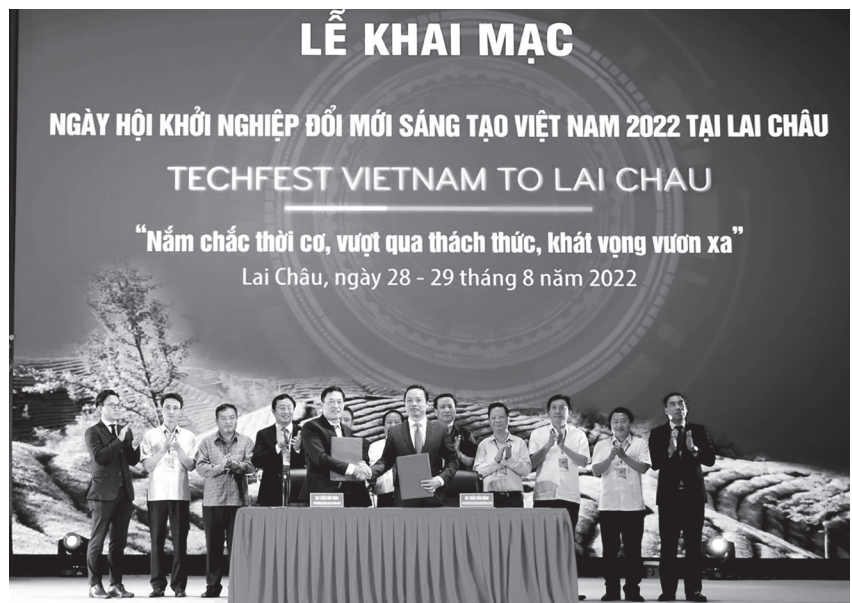 LỄ KHAI MẠC
NGÀY HỘI KHỞI NGHIỆP ĐỔI MỚI SÁNG TẠO VIỆT NAM 2022 TẠI LAI CHÂU
TECHFEST VIETNAM TO LAI CHAU
“Nắm chắc thời cơ, vượt qua thách thức, khát vọng vươn xa”
Lai Châu, ngày 28 - 29 tháng 8 năm 2022